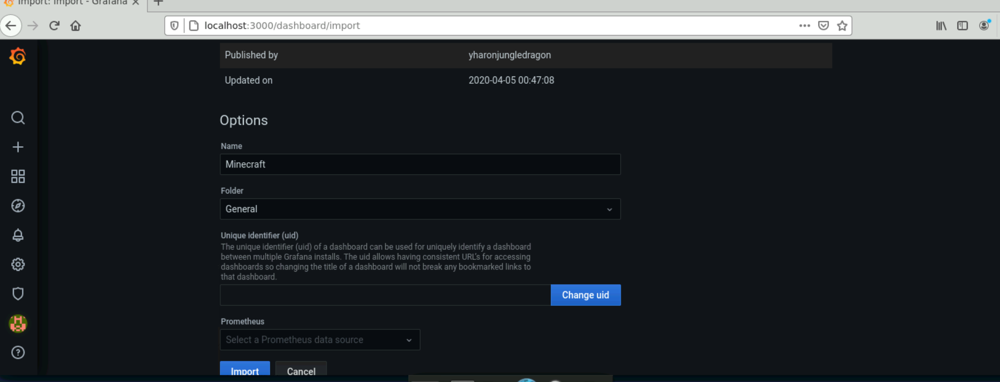 Import: Import - Grafana
localhost:3000/dashboard/import
Published by yharonjungledragon
Updated on 2020-04-05 00:47:08
Options
Name
Minecraft
Folder
General
Unique identifier (uid)
The unique identifier (uid) of a dashboard can be used for uniquely identify a dashboard
between multiple Grafana installs. The uid allows having consistent URL's for accessing
dashboards so changing the title of a dashboard will not break any bookmarked links to
that dashboard.
Change uid
Prometheus
Select a Prometheus data source
Import Cancel